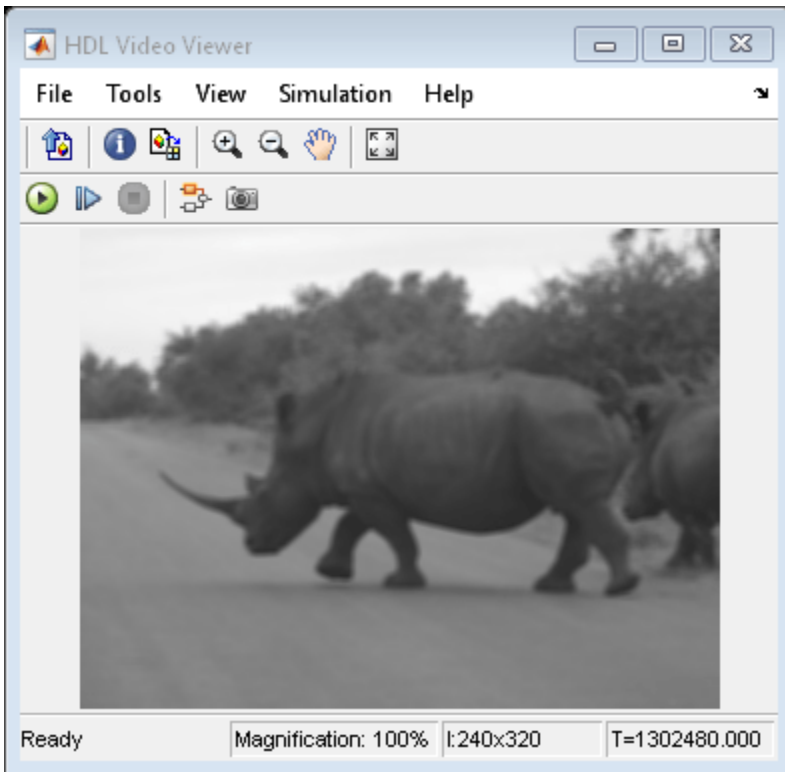 HDL Video Viewer
File Tools View Simulation Help
Ready Magnification: 100% I:240x320 T=1302480.000